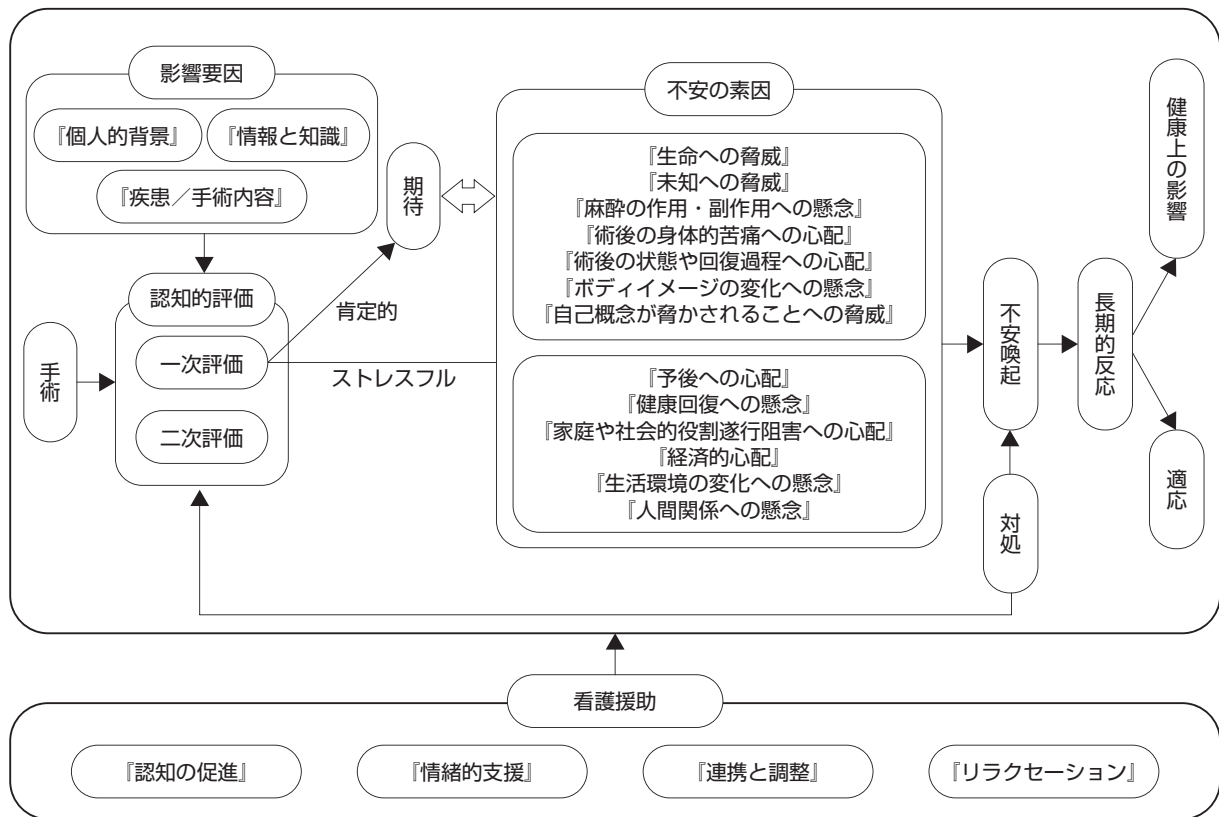 影響要因
『個人的背景』
『情報と知識』
『疾患／手術内容』
期待
不安の素因
『生命への脅威』
『未知への脅威』
『麻酔の作用・副作用への懸念』
『術後の身体的苦痛への心配』
『術後の状態や回復過程への心配』
『ボディイメージの変化への懸念』
『自己概念が脅かされることへの脅威』
『予後への心配』
『健康回復への懸念』
『家庭や社会的役割遂行阻害への心配』
『経済的心配』
『生活環境の変化への懸念』
『人間関係への懸念』
健康上の影響
手術
認知的評価
一次評価
二次評価
肯定的
ストレスフル
不安喚起
長期的反応
対処
適応
看護援助
『認知の促進』
『情緒的支援』
『連携と調整』
『リラクセーション』